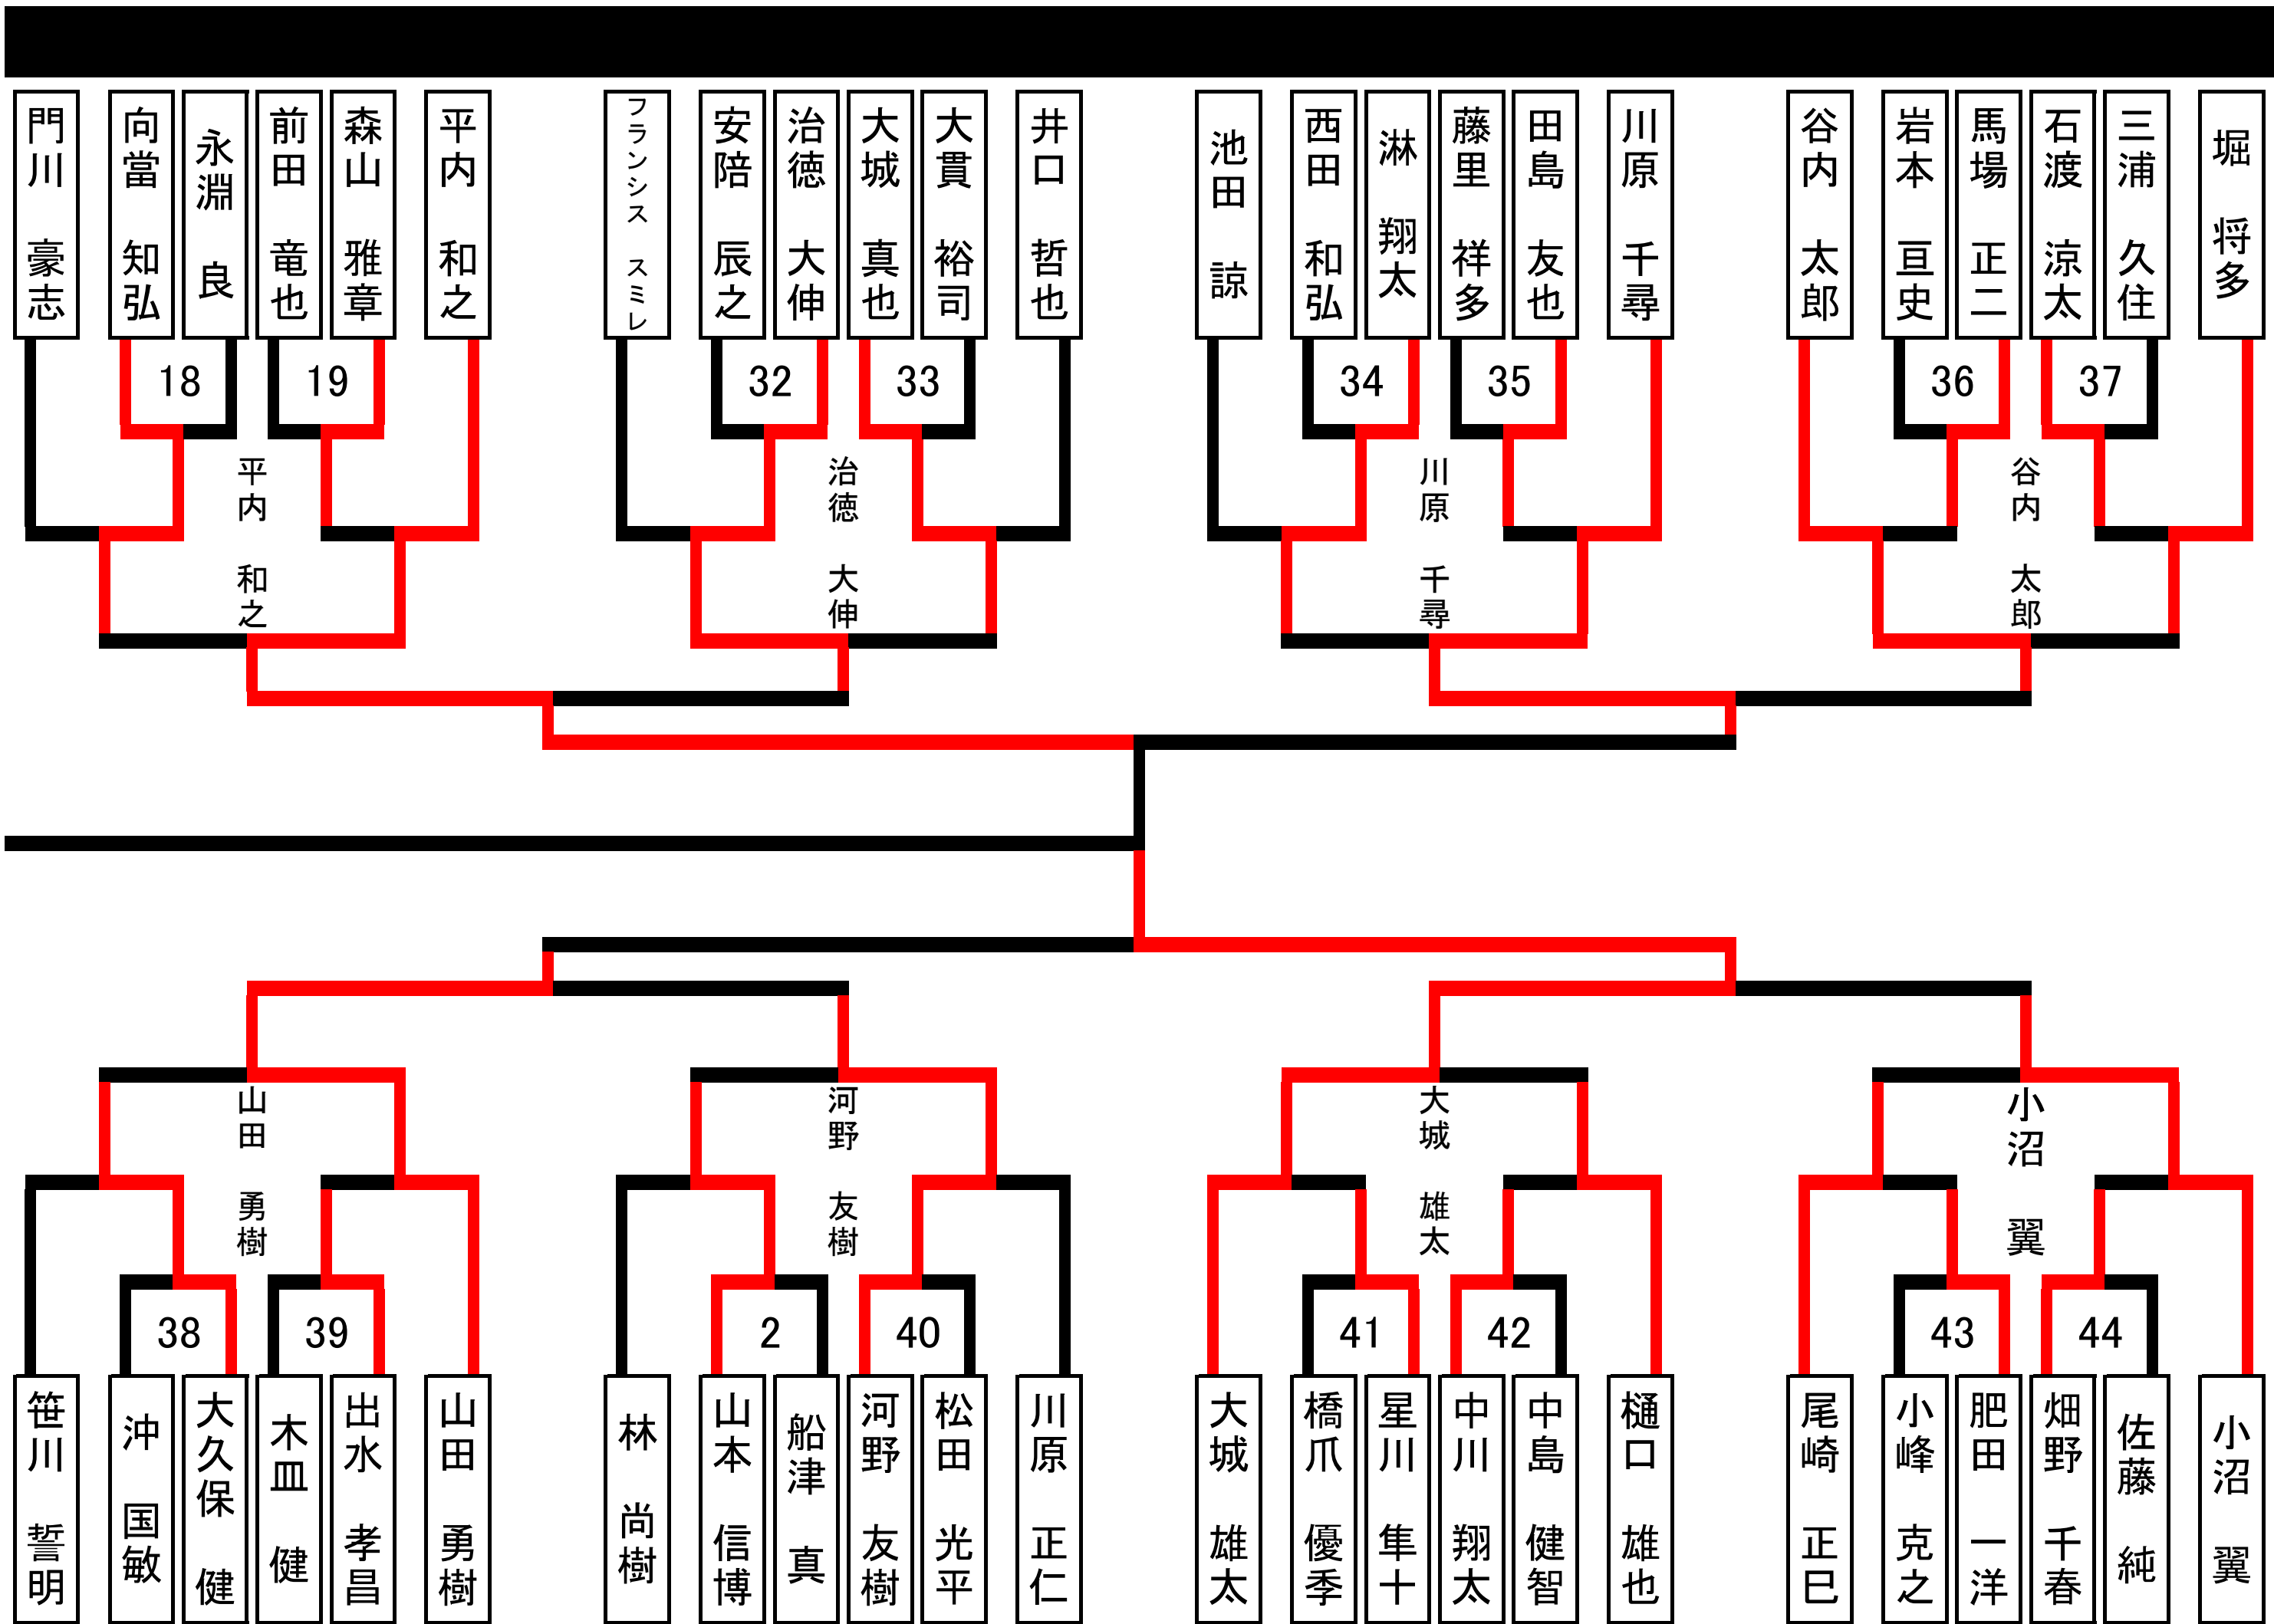 門川 豪志
向當 知弘
永淵 良
前田 竜也
森山 雅章
平内 和之
フランシス スミレ
安陪 辰之
治徳 大伸
大城 真也
大貫 裕司
井口 哲也
池田 諒
西田 和弘
淋 翔太
藤里 祥多
田島 友也
川原 千尋
谷内 太郎
岩本 亘史
馬場 正二
石渡 涼太
三浦 久住
堀 将多
18
19
32
33
34
35
36
37
平内 和之
治徳 大伸
川原 千尋
谷内 太郎
山田 勇樹
河野 友樹
大城 雄太
小沼 翼
38
39
2
40
41
42
43
44
笹川 誓明
沖 国敏
大久保 健
木皿 健
出水 孝昌
山田 勇樹
林 尚樹
山本 信博
船津 真
河野 友樹
松田 光平
川原 正仁
大城 雄太
橋爪 優季
星川 隼十
中川 翔太
中島 健智
樋口 雄也
尾崎 正巳
小峰 克之
肥田 一洋
畑野 千春
佐藤 純
小沼 翼